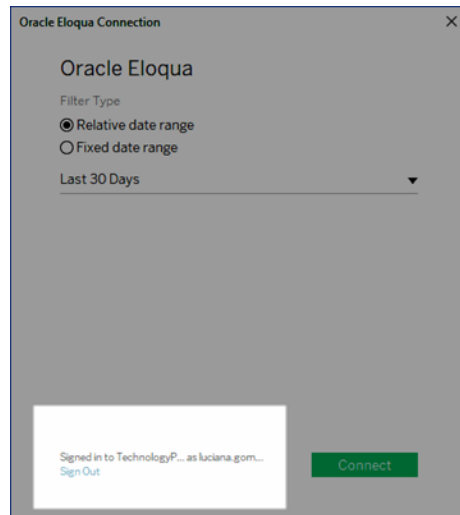 Oracle Eloqua Connection
Oracle Eloqua
Filter Type
Relative date range
Fixed date range
Last 30 Days
Signed in to TechnologyP... as luciana.gom...
Sign Out
Connect